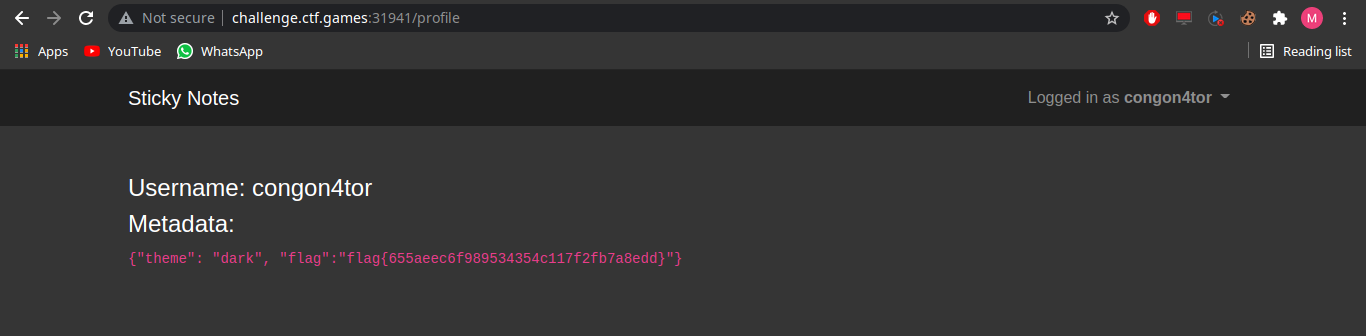 Not secure challenge.ctf.games:31941/profile M
Apps YouTube WhatsApp Reading list
Sticky Notes Logged in as congon4tor
Username: congon4tor
Metadata:
{"theme": "dark", "flag":"flag{655aeec6f989534354c117f2fb7a8edd}"}